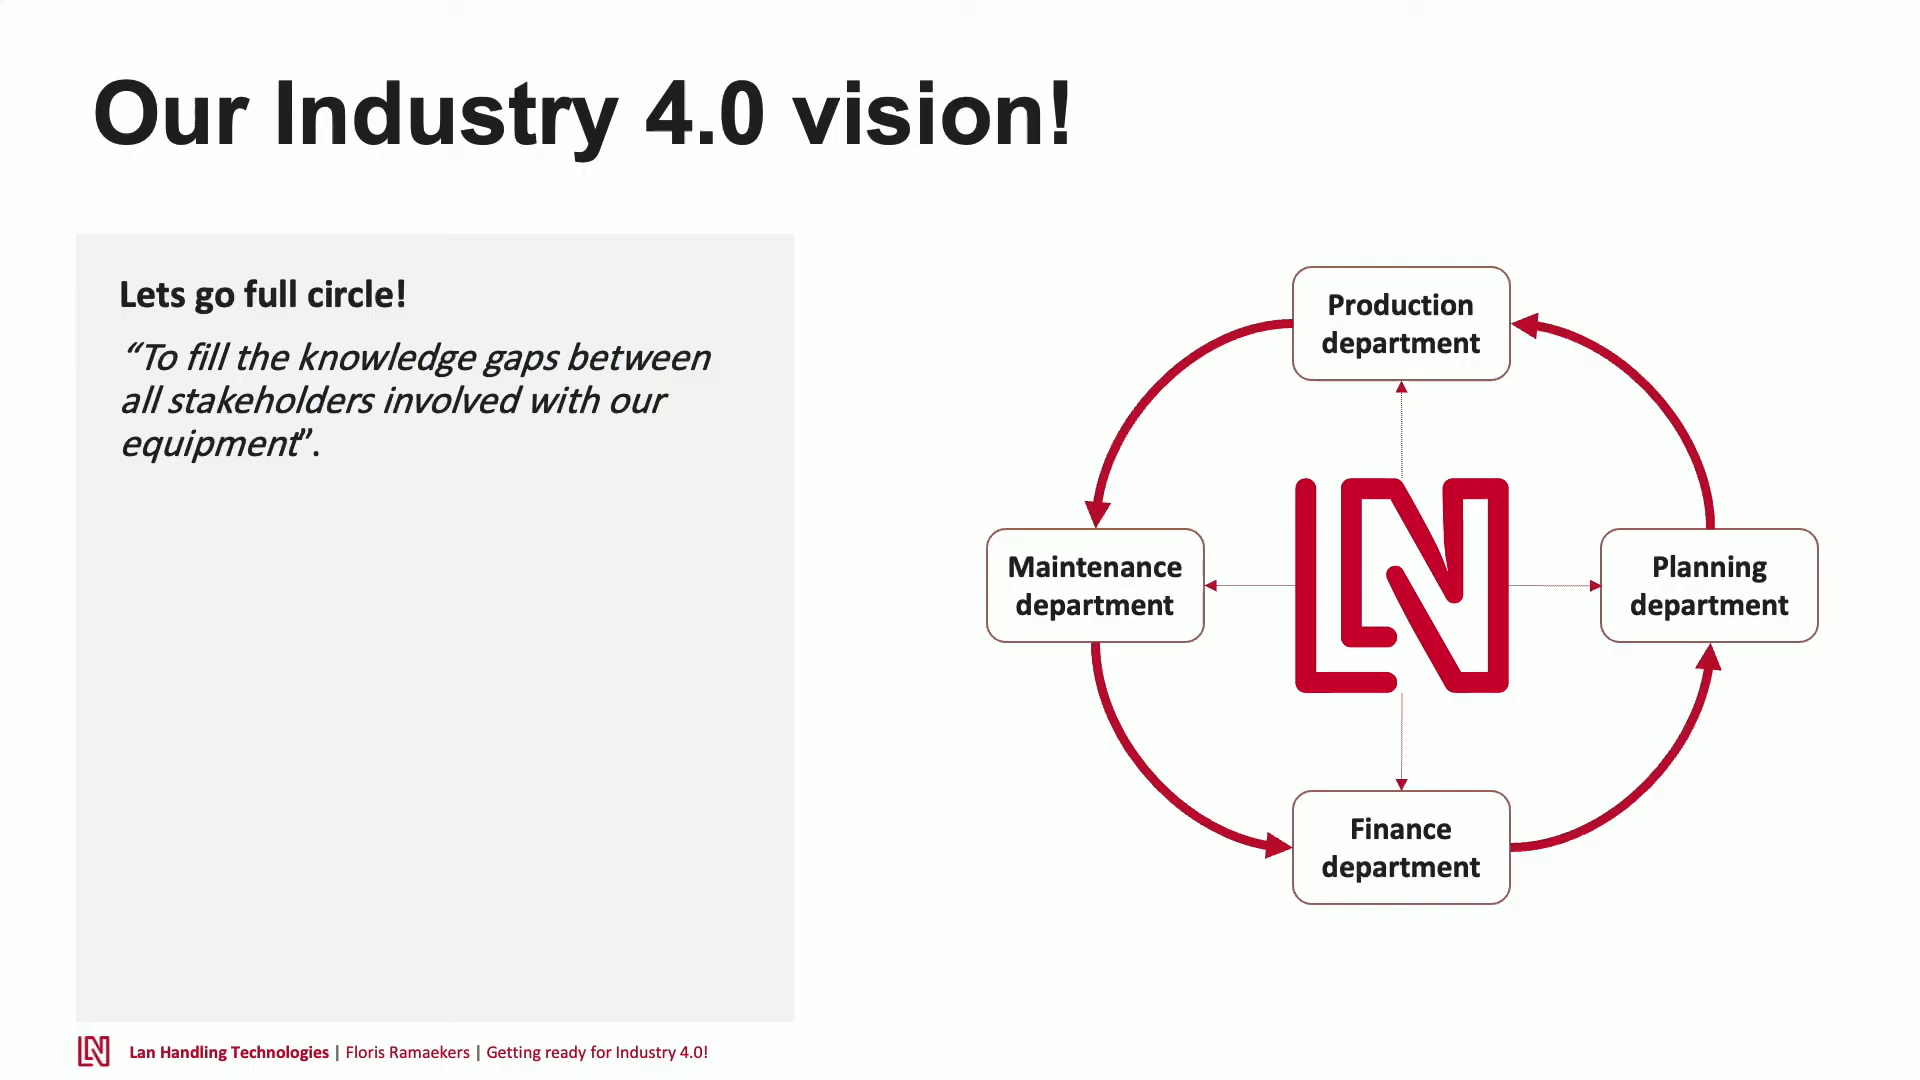 Our Industry 4.0 vision!
Lets go full circle!
“To fill the knowledge gaps between
all stakeholders involved with our
equipment”.
Production
department
Maintenance
department
Planning
department
Finance
department
Lan Handling Technologies | Floris Ramaekers | Getting ready for Industry 4.0!